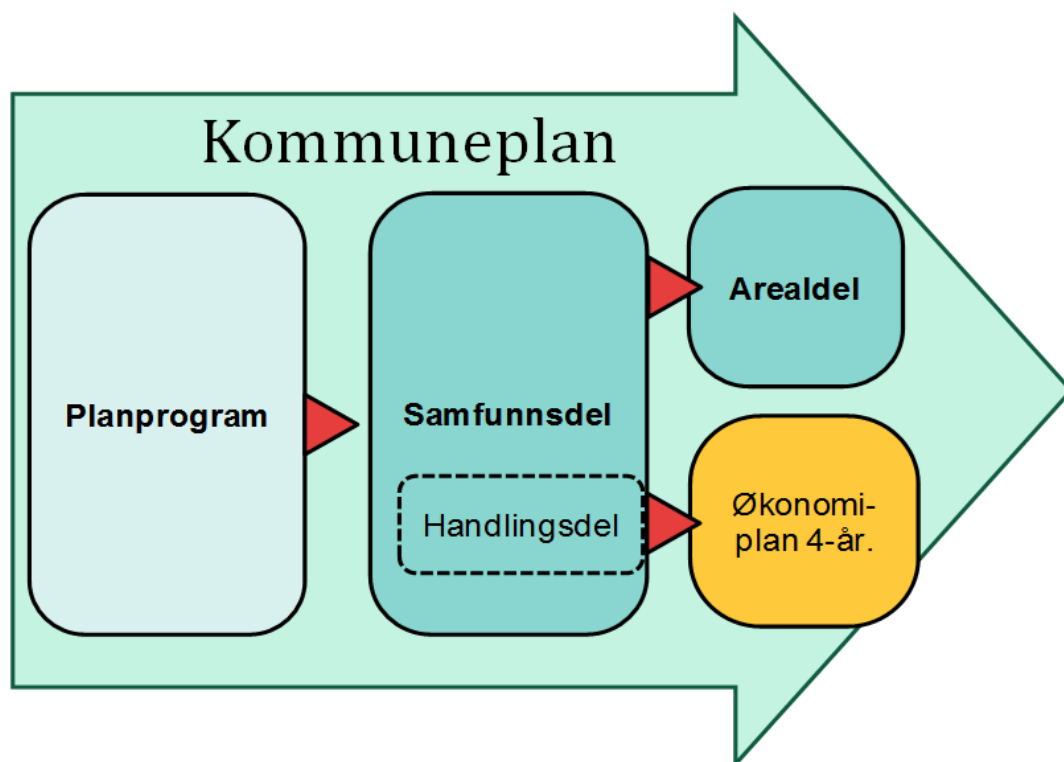 Kommuneplan
Planprogram
Samfunnsdel
Handlingsdel
Arealdel
Økonomi-
plan 4-år.